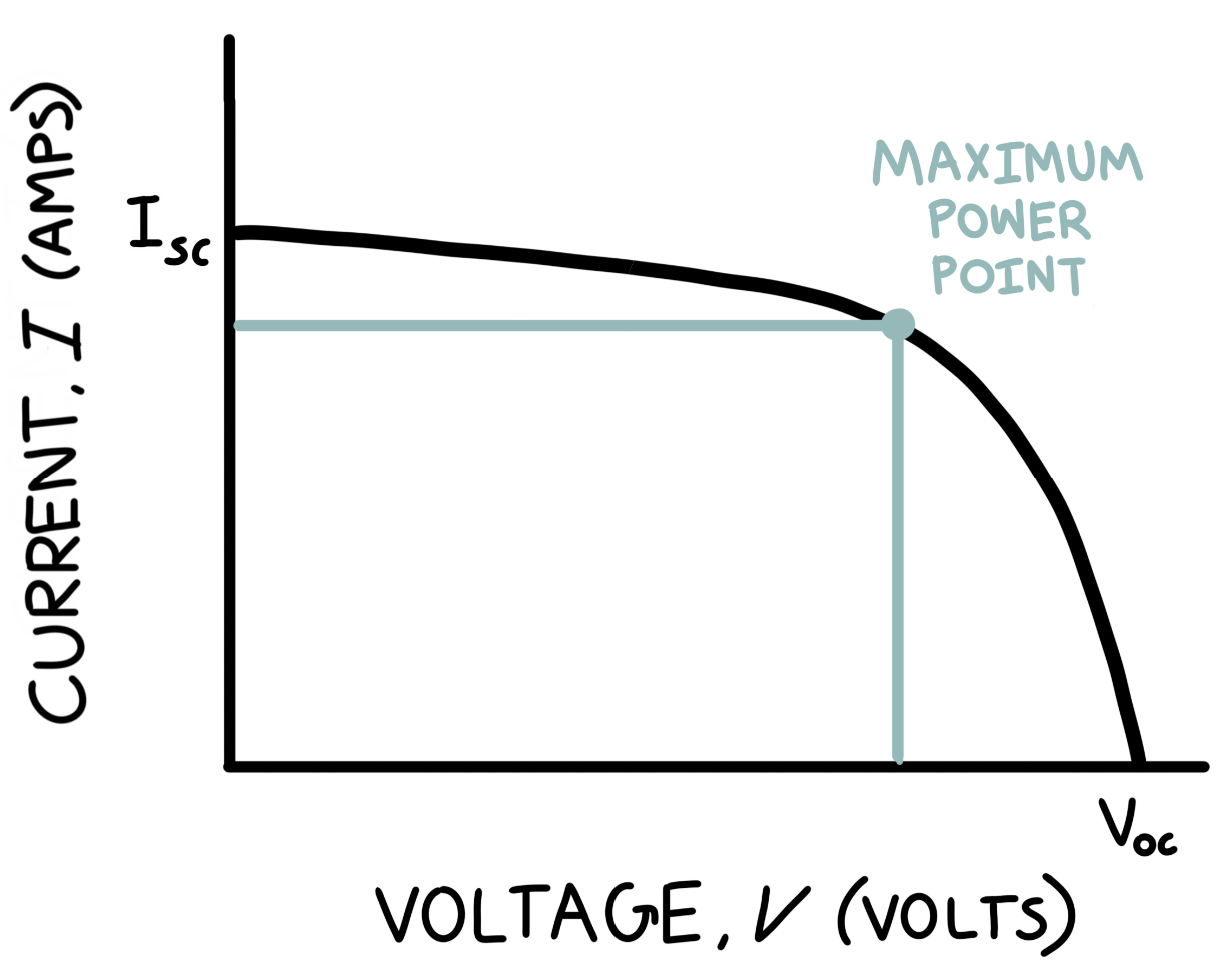 MAXIMUM
POWER
POINT
Isc
CURRENT, I (AMPS)
Voc
VOLTAGE, V (VOLTS)